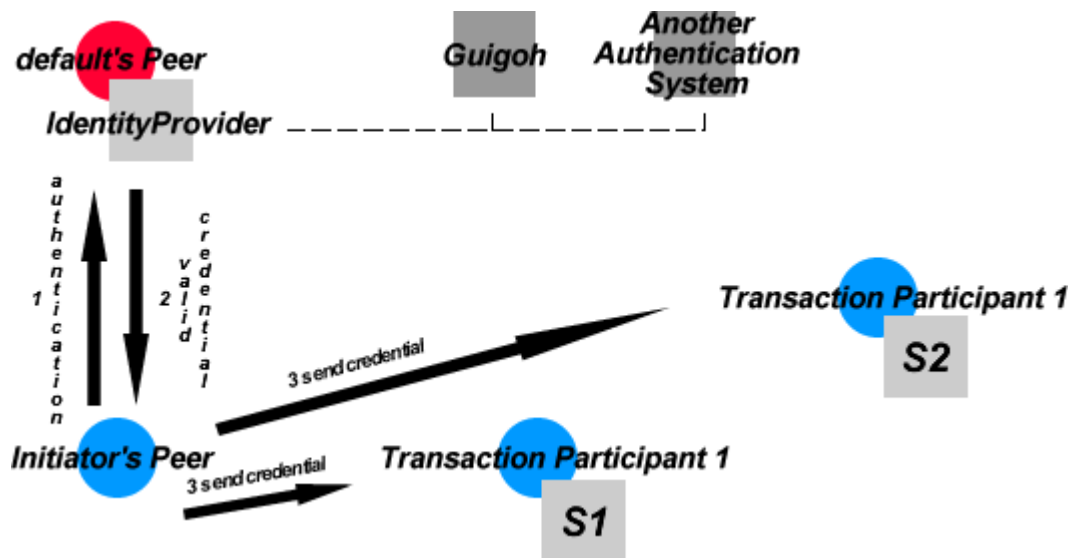 default's Peer
Guigoh
Another
Authentication
System
IdentityProvider
1
authentication
2
valid
credential
Transaction Participant 1
S2
3 send credential
Initiator's Peer
3 send credential
Transaction Participant 1
S1